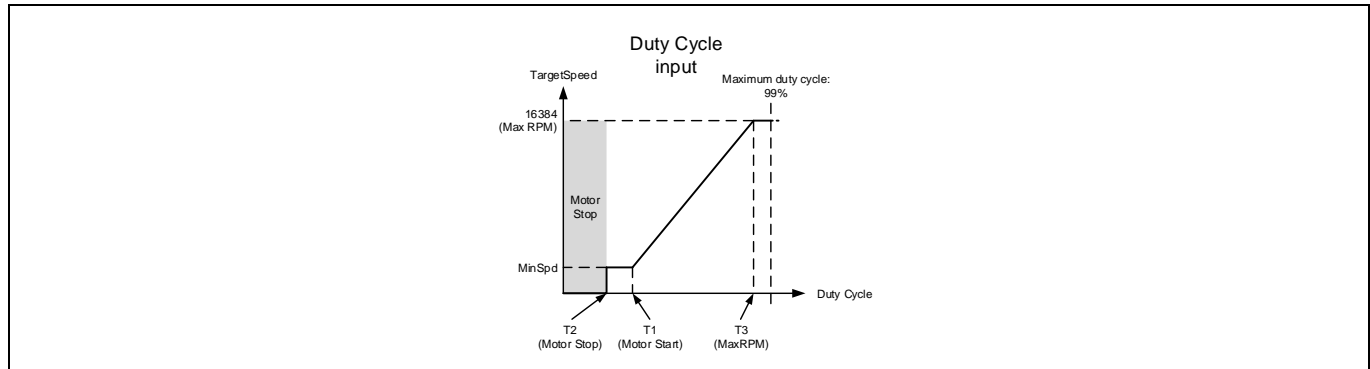 Duty Cycle
input
TargetSpeed
Maximum duty cycle:
99%
16384
(Max RPM)
Motor
Stop
MinSpd
Duty Cycle
T2
(Motor Stop)
T1
(Motor Start)
T3
(MaxRPM)